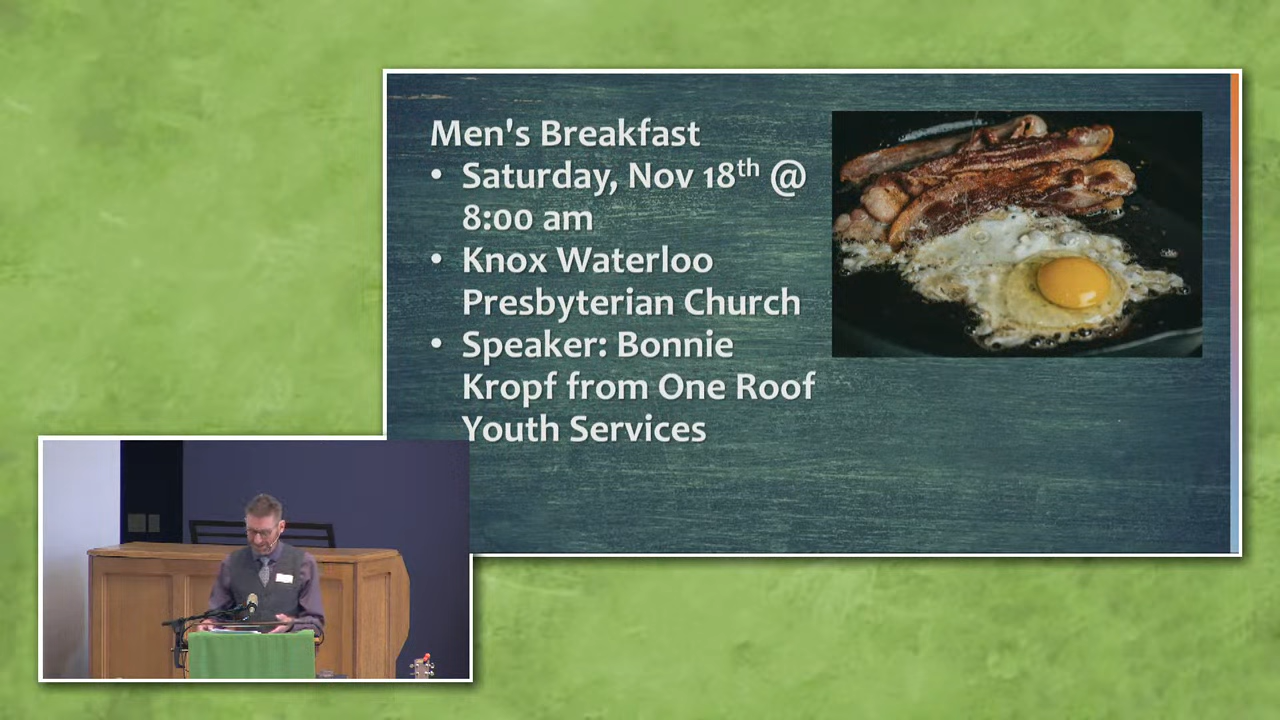 Men's Breakfast
• Saturday, Nov 18th @
8:00 am
• Knox Waterloo
Presbyterian Church
• Speaker: Bonnie
Kropf from One Roof
Youth Services